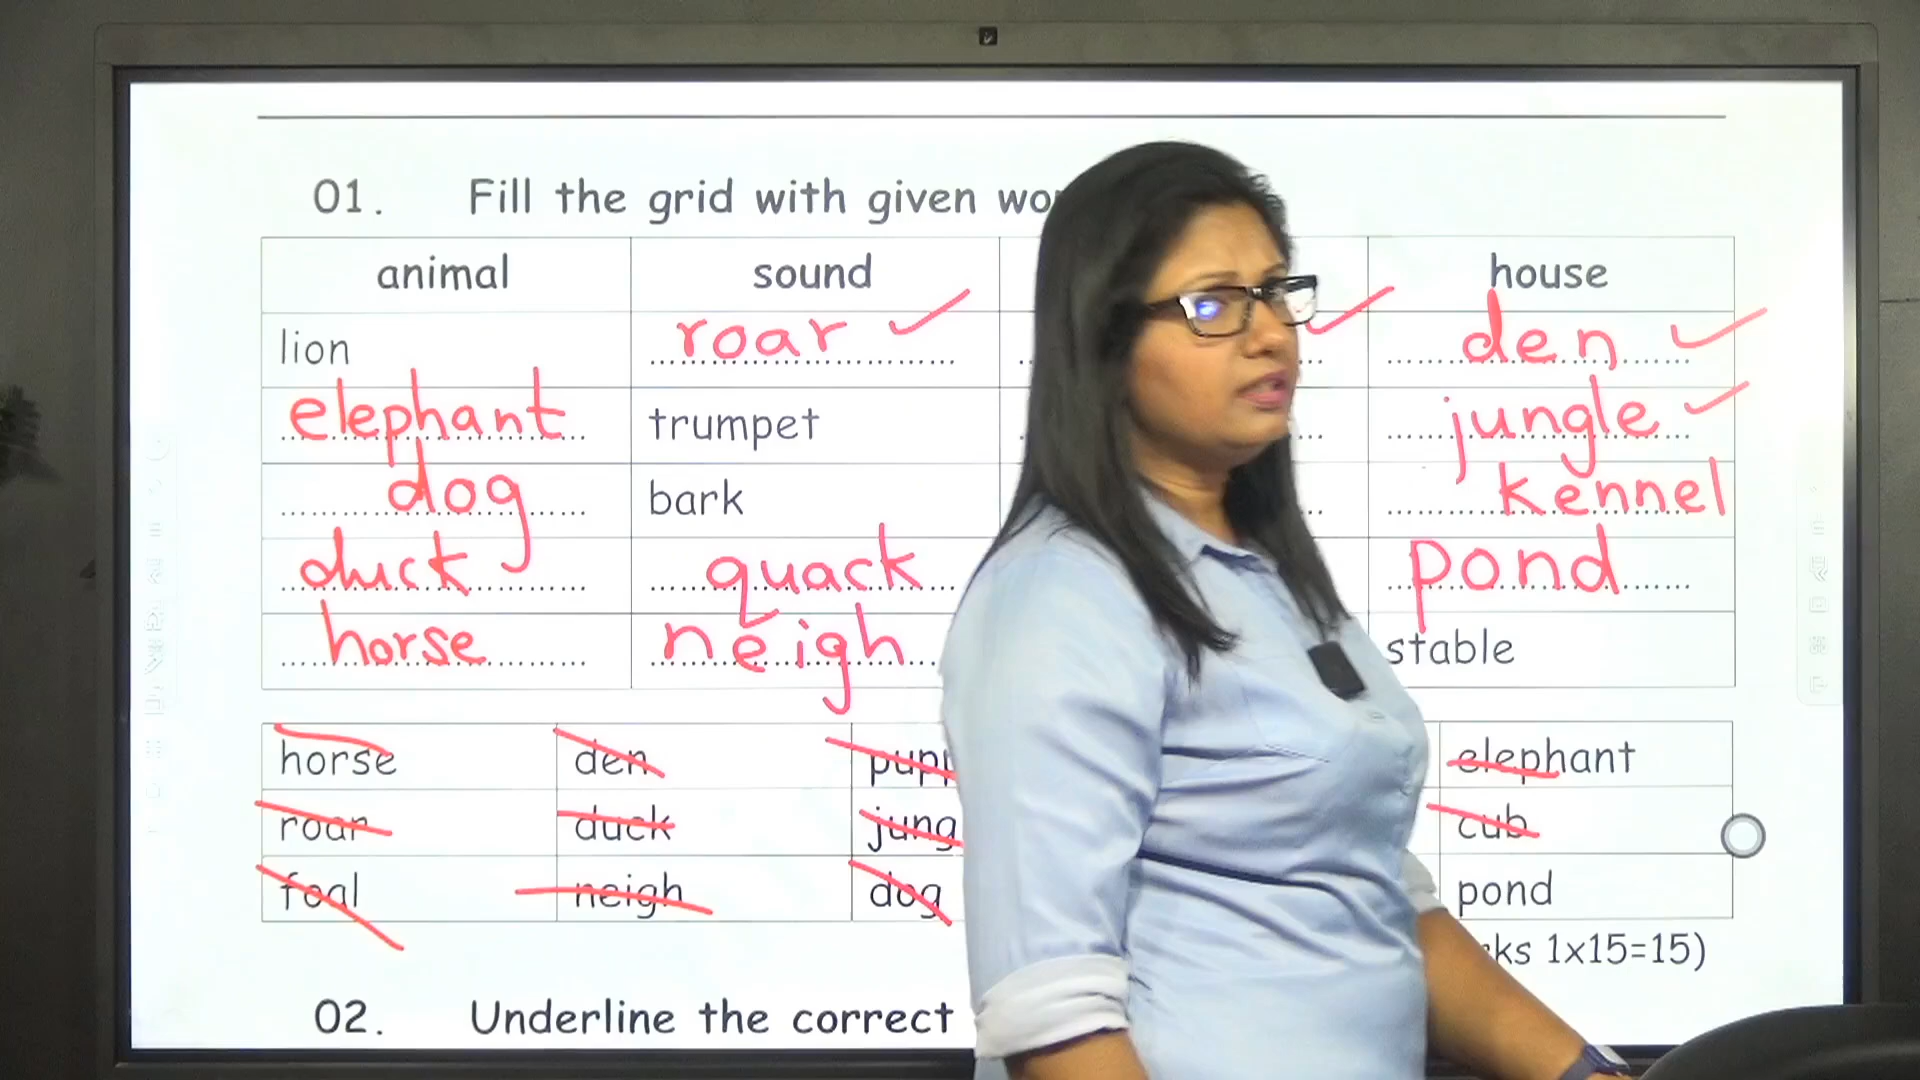 01. Fill the grid with given
animal sound house
lion roar den
elephant trumpet jungle
dog bark kennel
duck quack pond
horse neigh stable
horse den elephant
roar duck cub
foal neigh dog pond
1x15=15)
02. Underline the correct